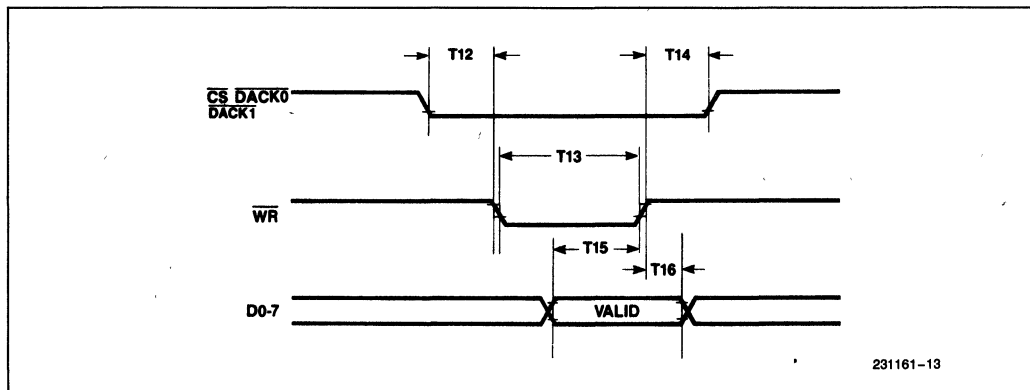 T12 T14
CS DACK0
DACK1
T13
WR
T15
T16
D0-7 VALID
231161-13